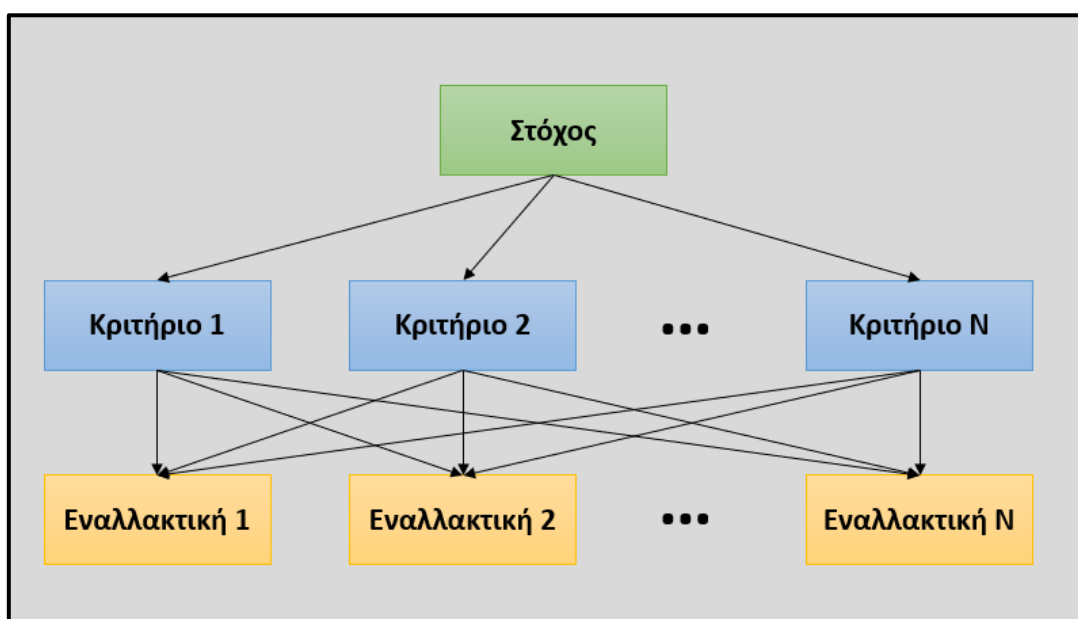 Στόχος
Κριτήριο 1
Κριτήριο 2
...
Κριτήριο Ν
Εναλλακτική 1
Εναλλακτική 2
...
Εναλλακτική Ν